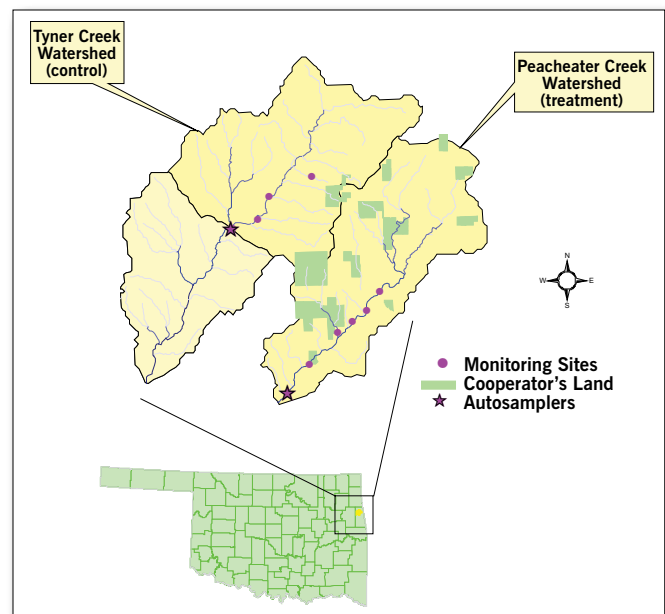 Tyner Creek
Watershed
(control)
Peacheater Creek
Watershed
(treatment)
N
W
E
S
Monitoring Sites
Cooperator's Land
Autosamplers